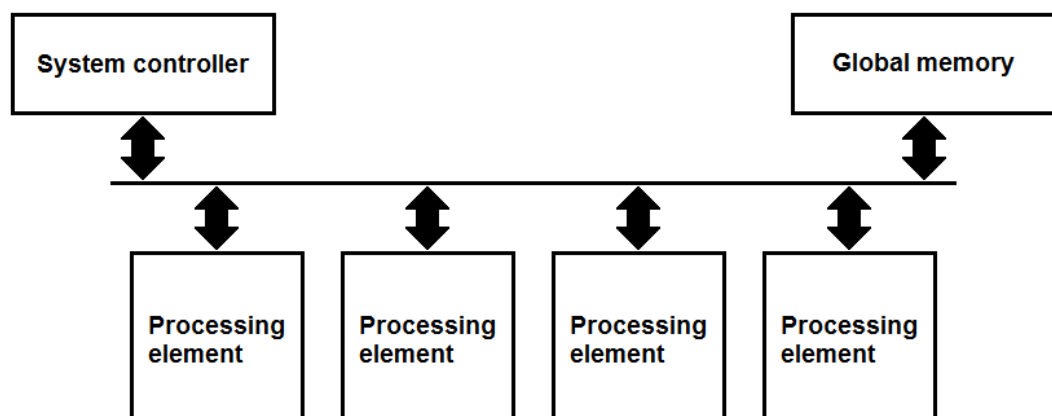 System controller
Global memory
Processing
element
Processing
element
Processing
element
Processing
element